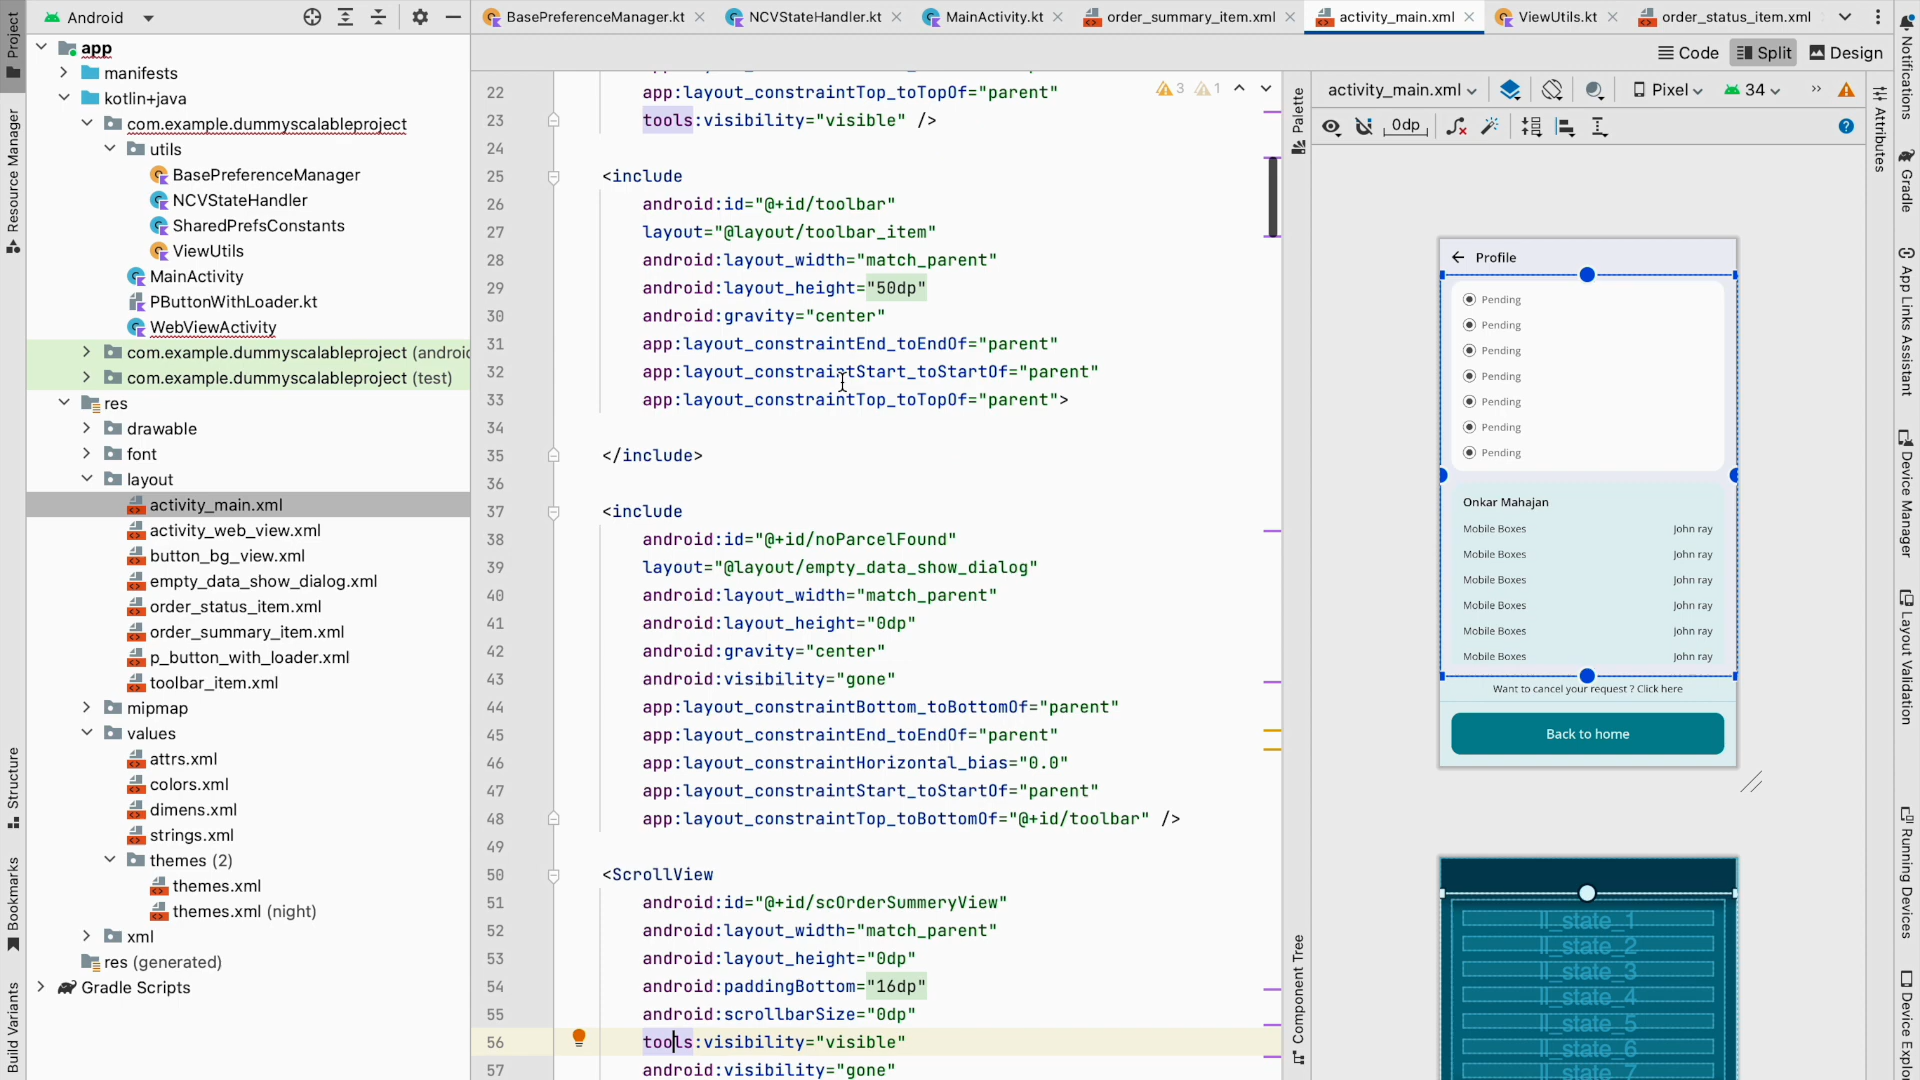 Android
BasePreferenceManager.kt
NCVStateHandler.kt
MainActivity.kt
order_summary_item.xml
activity_main.xml
ViewUtils.kt
order_status_item.xml
Code
Split
Design
Project
Resource Manager
Structure
Bookmarks
Build Variants
app
manifests
kotlin+java
com.example.dummyscalableproject
utils
BasePreferenceManager
NCVStateHandler
SharedPrefsConstants
ViewUtils
MainActivity
PButtonWithLoader.kt
WebViewActivity
com.example.dummyscalableproject (androi
com.example.dummyscalableproject (test)
res
drawable
font
layout
activity_main.xml
activity_web_view.xml
button_bg_view.xml
empty_data_show_dialog.xml
order_status_item.xml
order_summary_item.xml
p_button_with_loader.xml
toolbar_item.xml
mipmap
values
attrs.xml
colors.xml
dimens.xml
strings.xml
themes (2)
themes.xml
themes.xml (night)
xml
res (generated)
Gradle Scripts
3 1
22 app:layout_constraintTop_toTopOf="parent"
23 tools:visibility="visible" />
24
25 <include
26 android:id="@+id/toolbar"
27 layout="@layout/toolbar_item"
28 android:layout_width="match_parent"
29 android:layout_height="50dp"
30 android:gravity="center"
31 app:layout_constraintEnd_toEndOf="parent"
32 app:layout_constraintStart_toStartOf="parent"
33 app:layout_constraintTop_toTopOf="parent">
34
35 </include>
36
37 <include
38 android:id="@+id/noParcelFound"
39 layout="@layout/empty_data_show_dialog"
40 android:layout_width="match_parent"
41 android:layout_height="0dp"
42 android:gravity="center"
43 android:visibility="gone"
44 app:layout_constraintBottom_toBottomOf="parent"
45 app:layout_constraintEnd_toEndOf="parent"
46 app:layout_constraintHorizontal_bias="0.0"
47 app:layout_constraintStart_toStartOf="parent"
48 app:layout_constraintTop_toBottomOf="@+id/toolbar" />
49
50 <ScrollView
51 android:id="@+id/scOrderSummeryView"
52 android:layout_width="match_parent"
53 android:layout_height="0dp"
54 android:paddingBottom="16dp"
55 android:scrollbarSize="0dp"
56 tools:visibility="visible"
57 android:visibility="gone"
Palette
Component Tree
activity_main.xml
Pixel
34
0dp
Profile
Pending
Pending
Pending
Pending
Pending
Pending
Pending
Onkar Mahajan
Mobile Boxes John ray
Mobile Boxes John ray
Mobile Boxes John ray
Mobile Boxes John ray
Mobile Boxes John ray
Mobile Boxes John ray
Want to cancel your request ? Click here
Back to home
ll_state_1
ll_state_2
ll_state_3
ll_state_4
ll_state_5
ll_state_6
ll_state_7
Attributes
Notifications
Gradle
App Links Assistant
Device Manager
Layout Validation
Running Devices
Device Explo